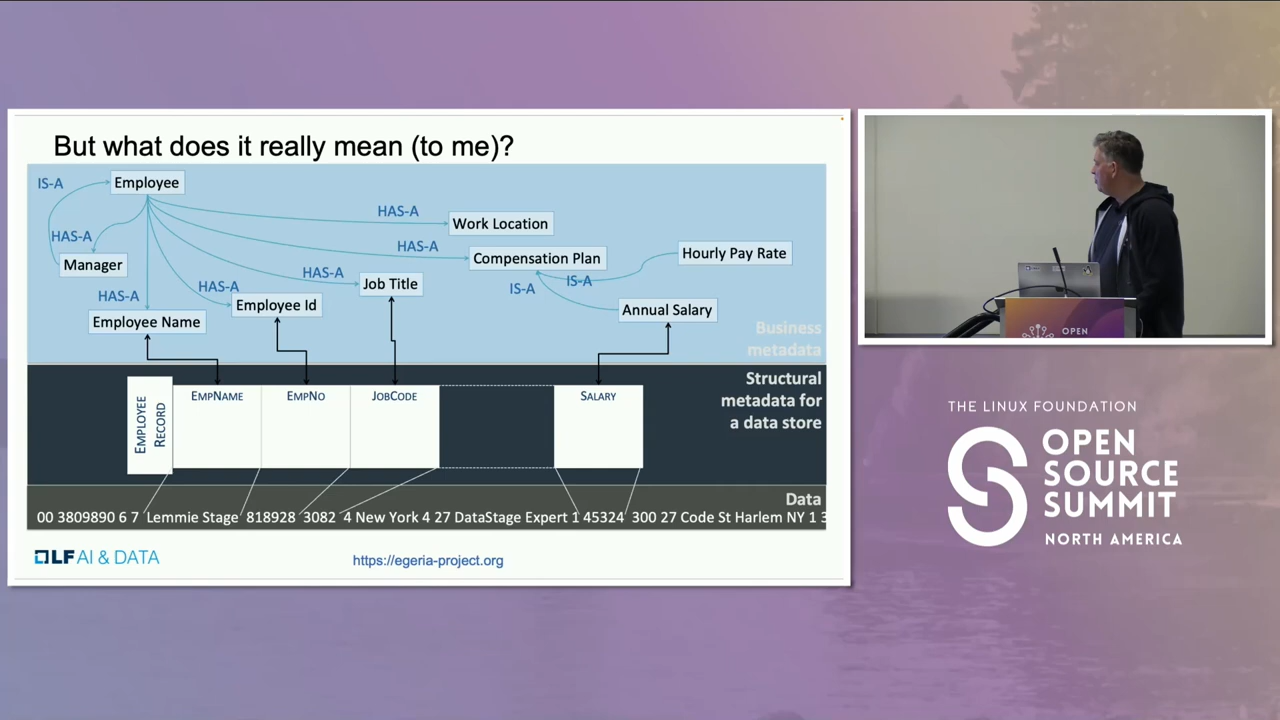 But what does it really mean (to me)?
IS-A
Employee
HAS-A
Work Location
HAS-A
HAS-A
Compensation Plan
Hourly Pay Rate
Manager
HAS-A
Job Title
IS-A
IS-A
HAS-A
HAS-A
Employee Id
Annual Salary
Employee Name
Business
metadata
Structural
metadata for
a data store
EMPLOYEE
RECORD
EMPNAME
EMPNO
JOBCODE
SALARY
Data
00 3809890 6 7 Lemmie Stage 818928 3082 4 New York 4 27 DataStage Expert 1 45324 300 27 Code St Harlem NY 1 3
LF AI & DATA
https://egeria-project.org
OPEN
THE LINUX FOUNDATION
OPEN
SOURCE
SUMMIT
NORTH AMERICA